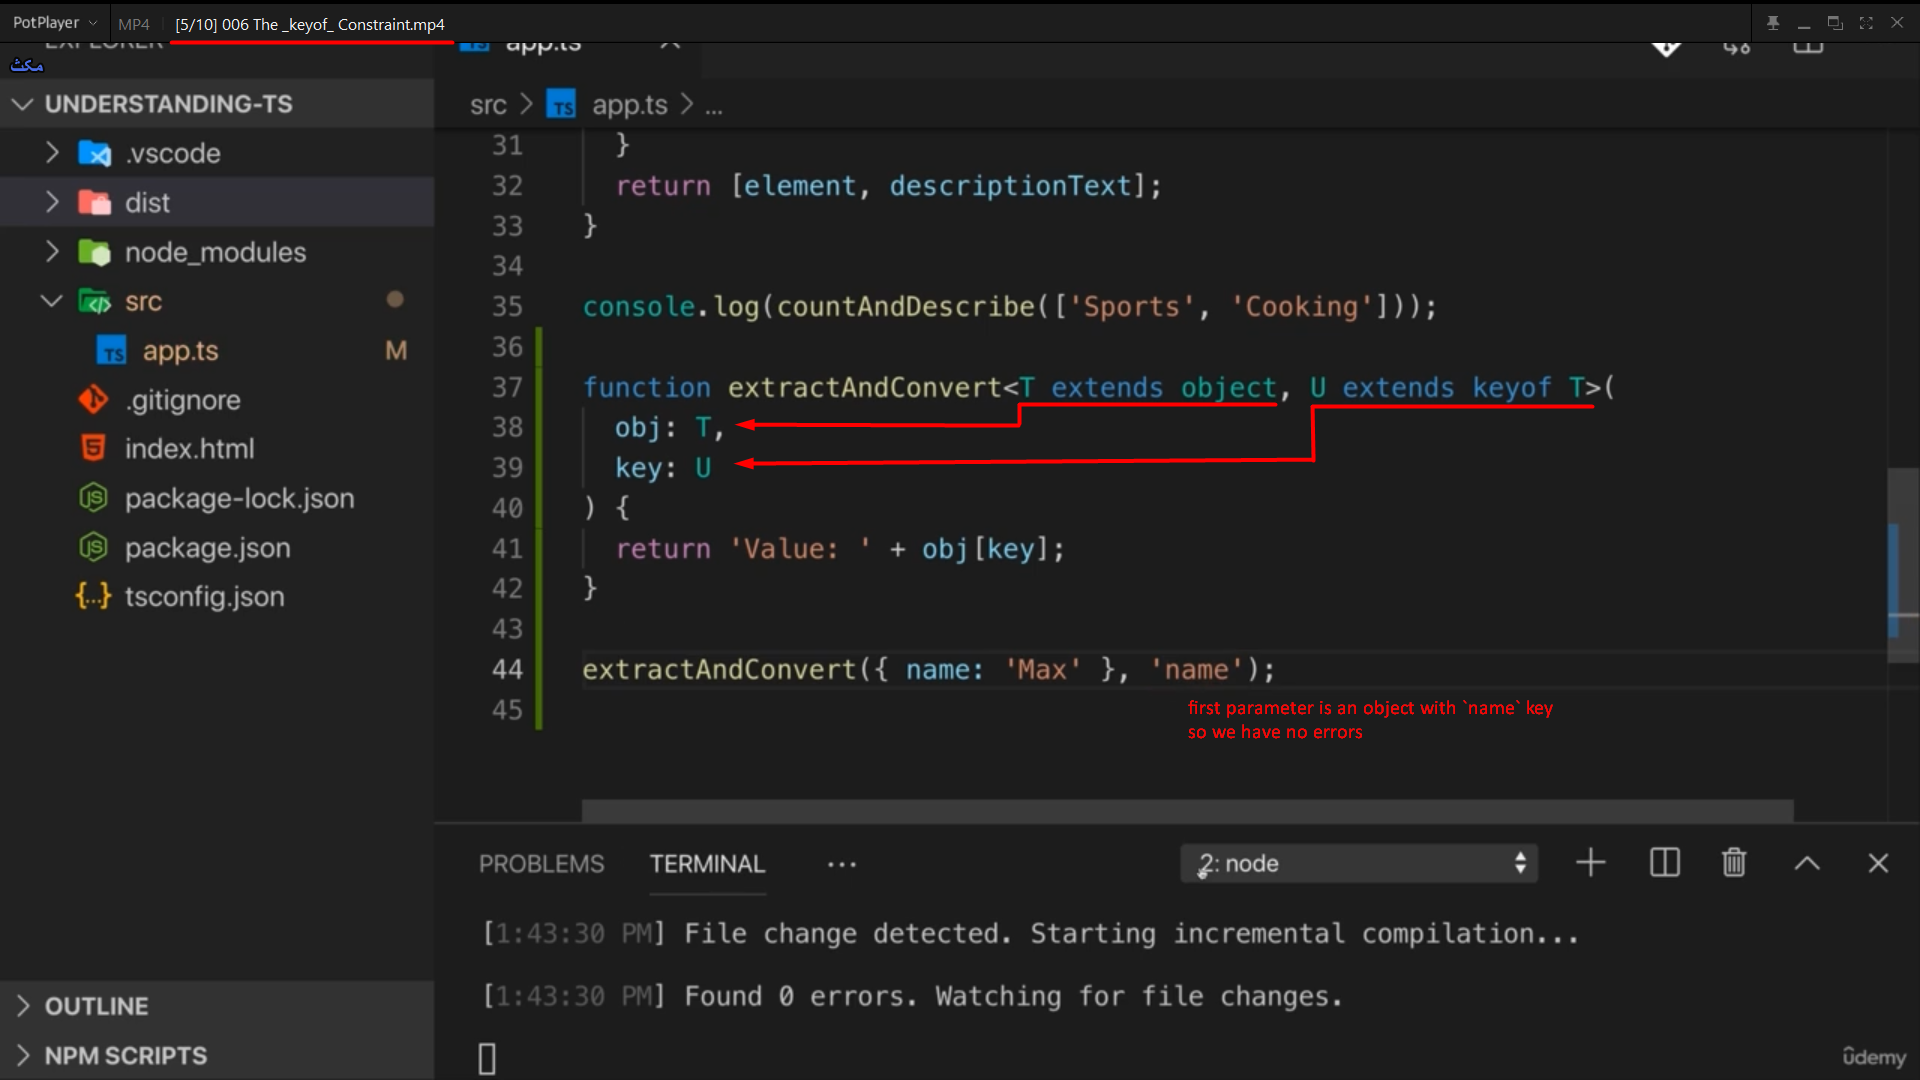 PotPlayer
MP4
[5/10] 006 The _keyof_ Constraint.mp4
EXPLORER
app.ts
مكث
UNDERSTANDING-TS
src > TS app.ts > ...
.vscode
dist
node_modules
src
TS app.ts M
.gitignore
index.html
package-lock.json
package.json
tsconfig.json
31 }
32 return [element, descriptionText];
33 }
34
35 console.log(countAndDescribe(['Sports', 'Cooking']));
36
37 function extractAndConvert<T extends object, U extends keyof T>(
38 obj: T,
39 key: U
40 ) {
41 return 'Value: ' + obj[key];
42 }
43
44 extractAndConvert({ name: 'Max' }, 'name');
45
first parameter is an object with `name` key
so we have no errors
PROBLEMS TERMINAL ... 2: node
[1:43:30 PM] File change detected. Starting incremental compilation...
[1:43:30 PM] Found 0 errors. Watching for file changes.
OUTLINE
NPM SCRIPTS
ûdemy